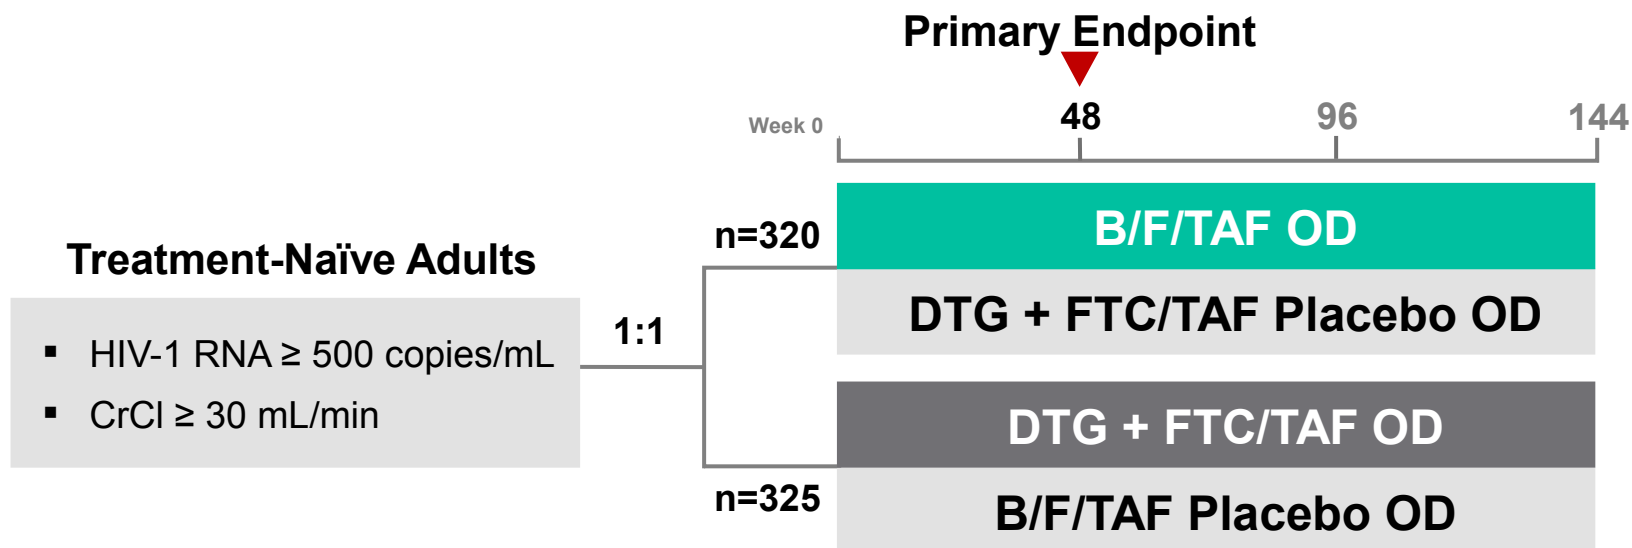 Primary Endpoint
Week 0
48
96
144
Treatment-Naïve Adults
▪ HIV-1 RNA ≥ 500 copies/mL
▪ CrCl ≥ 30 mL/min
1:1
n=320
B/F/TAF OD
DTG + FTC/TAF Placebo OD
n=325
DTG + FTC/TAF OD
B/F/TAF Placebo OD